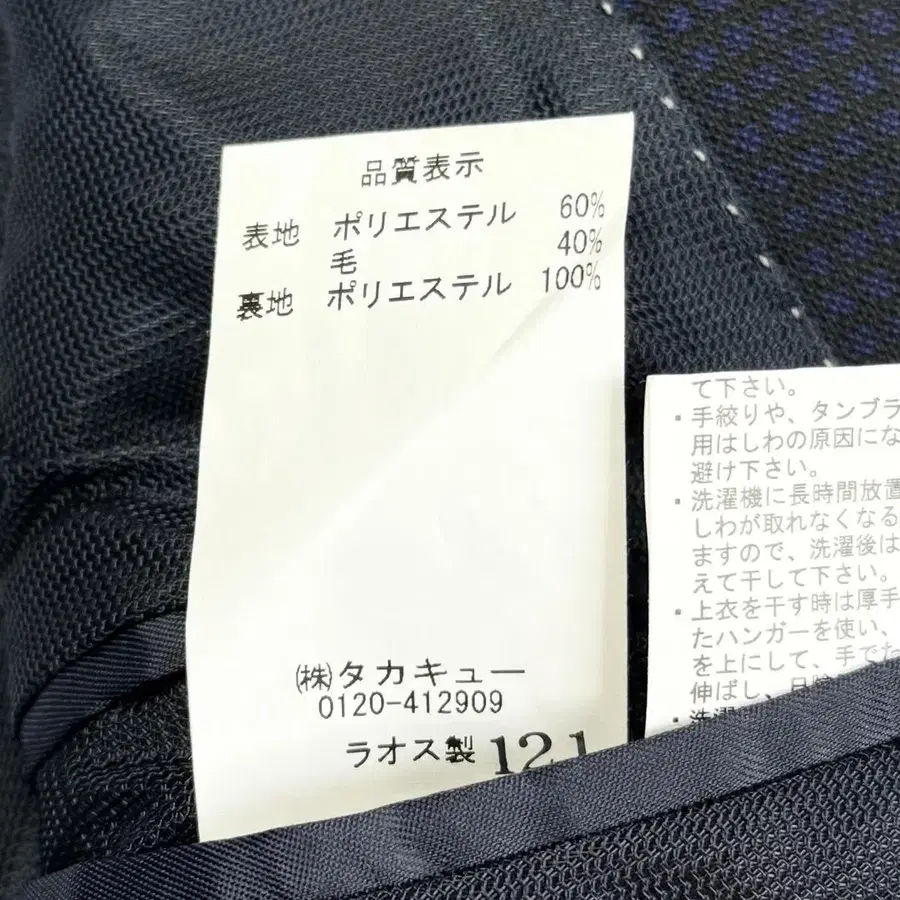 品質表示
表地 ポリエステル 60%
毛 40%
裏地 ポリエステル 100%
㈱タカキュー
0120-412909
ラオス製 121
て下さい。
・手絞りや、タンブラ
用はしわの原因にな
避け下さい。
・洗濯機に長時間放置
しわが取れなくなる
ますので、洗濯後は
えて干して下さい。
・上衣を干す時は厚手
たハンガーを使い、
を上にして、手でた
伸ばし、日陰
・洗濯